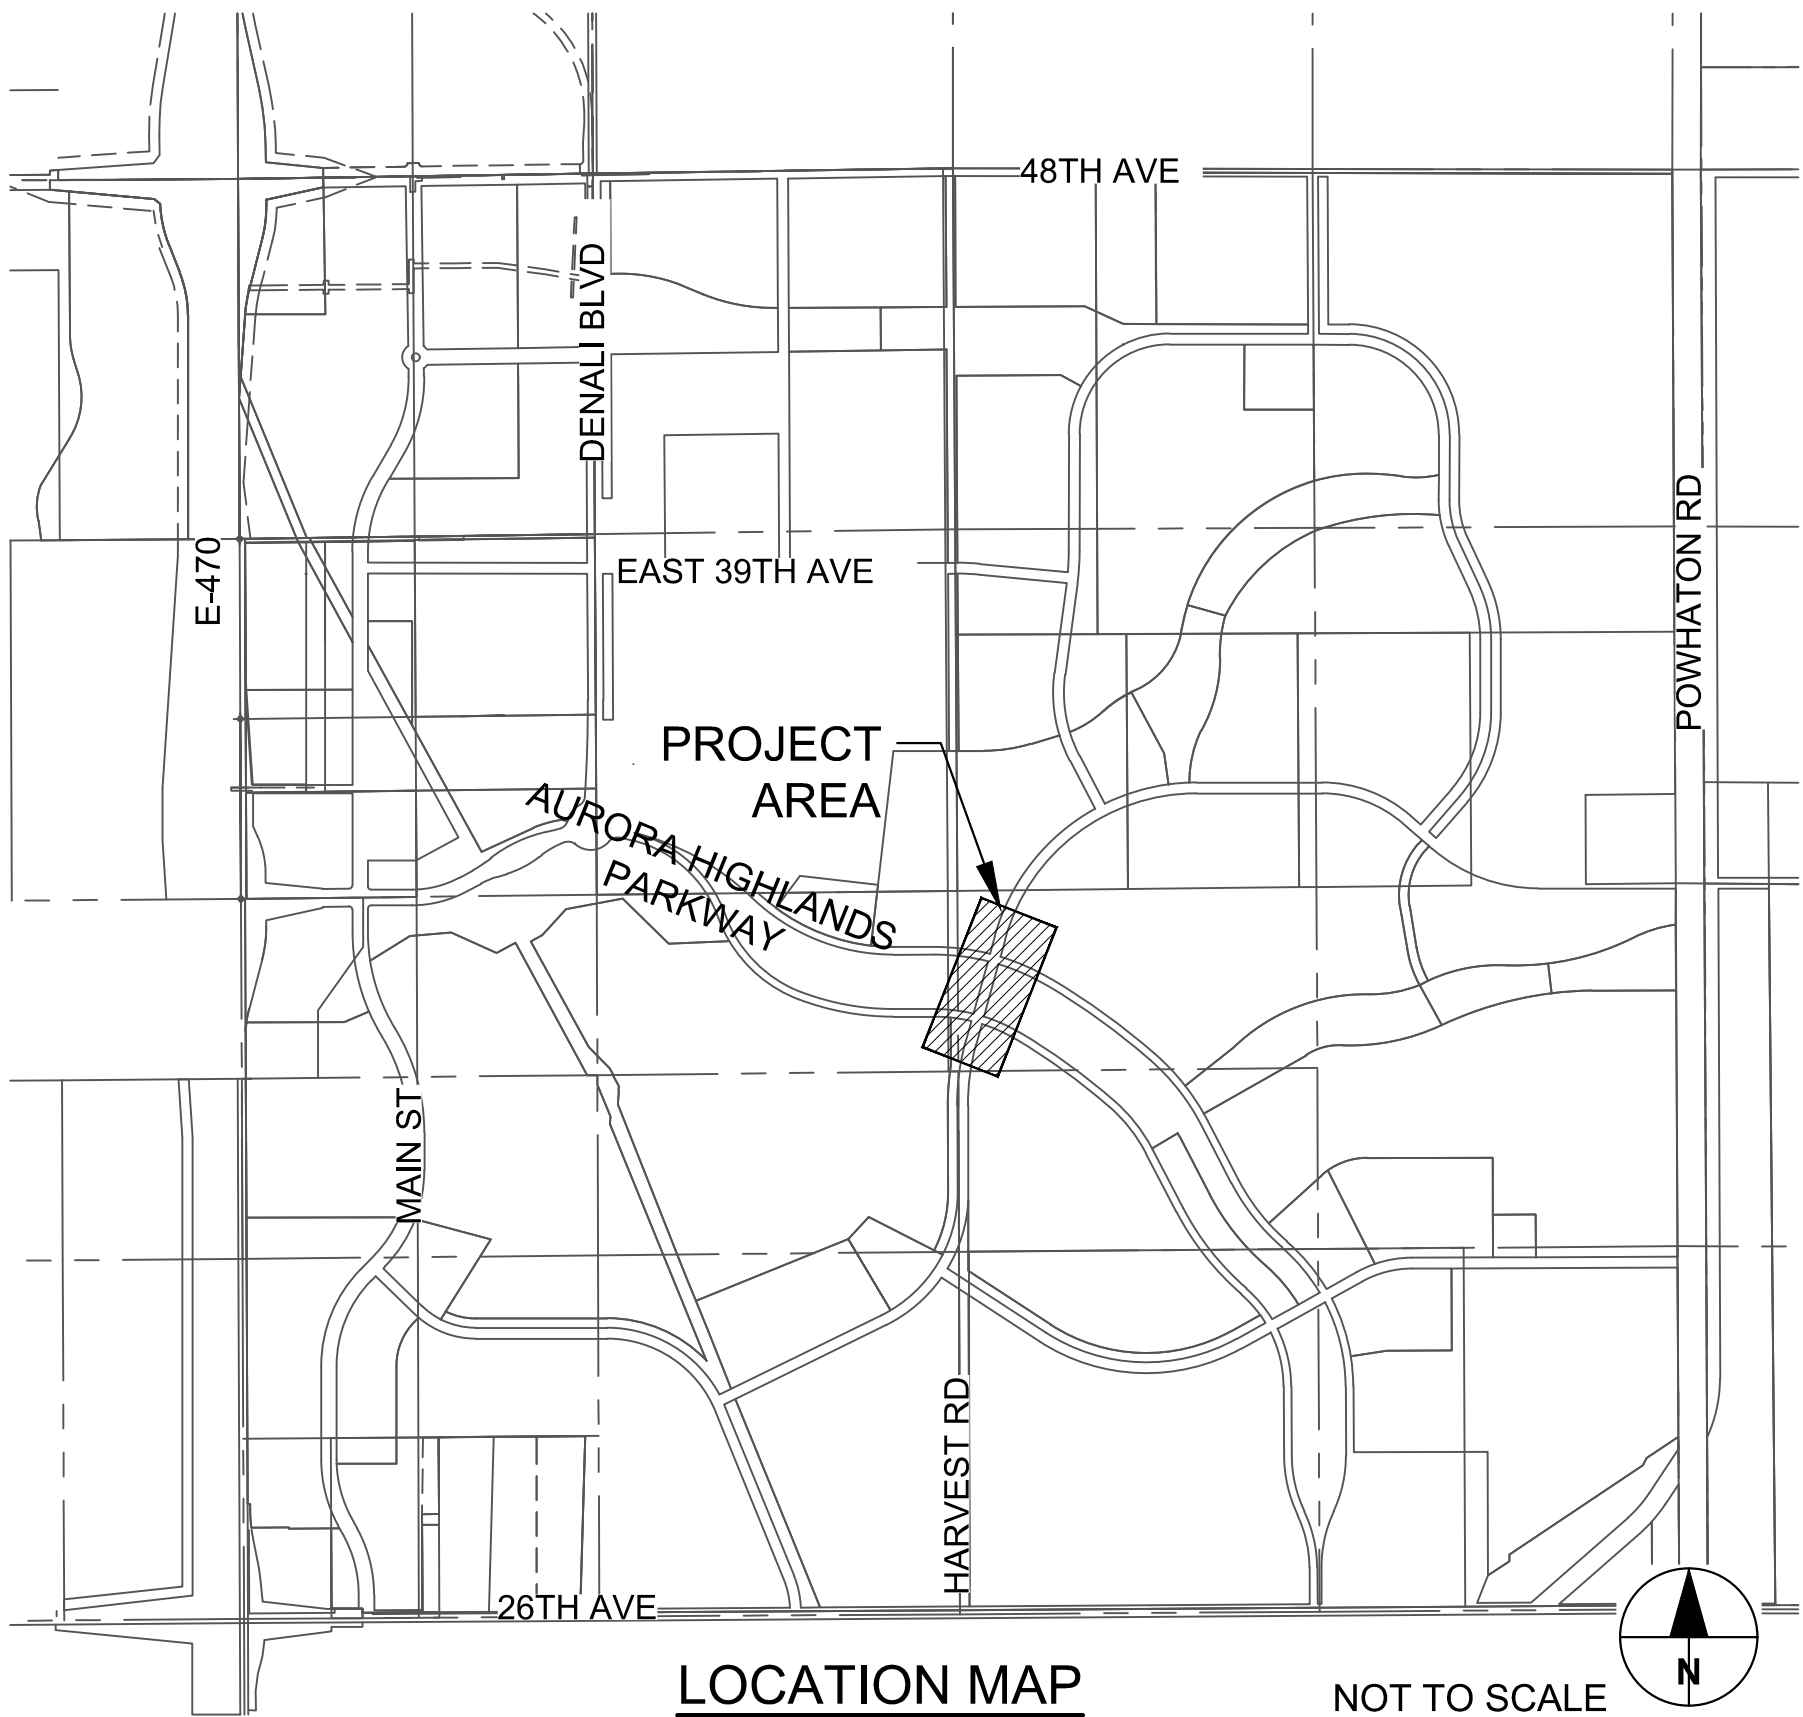 48TH AVE
DENALI BLVD
POWHATON RD
E-470
EAST 39TH AVE
PROJECT
AREA
AURORA HIGHLANDS
PARKWAY
MAIN ST
HARVEST RD
26TH AVE
LOCATION MAP
NOT TO SCALE
N